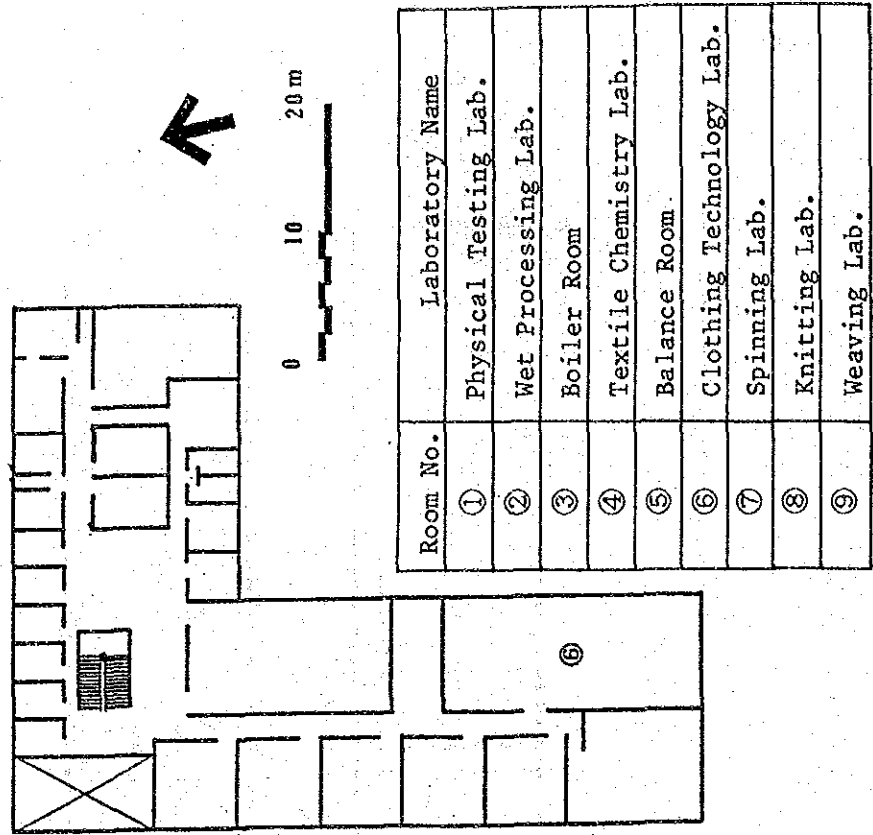 0 10 20 m
Room No. Laboratory Name
① Physical Testing Lab.
② Wet Processing Lab.
③ Boiler Room
④ Textile Chemistry Lab.
⑤ Balance Room
⑥ Clothing Technology Lab.
⑦ Spinning Lab.
⑧ Knitting Lab.
⑨ Weaving Lab.
⑥